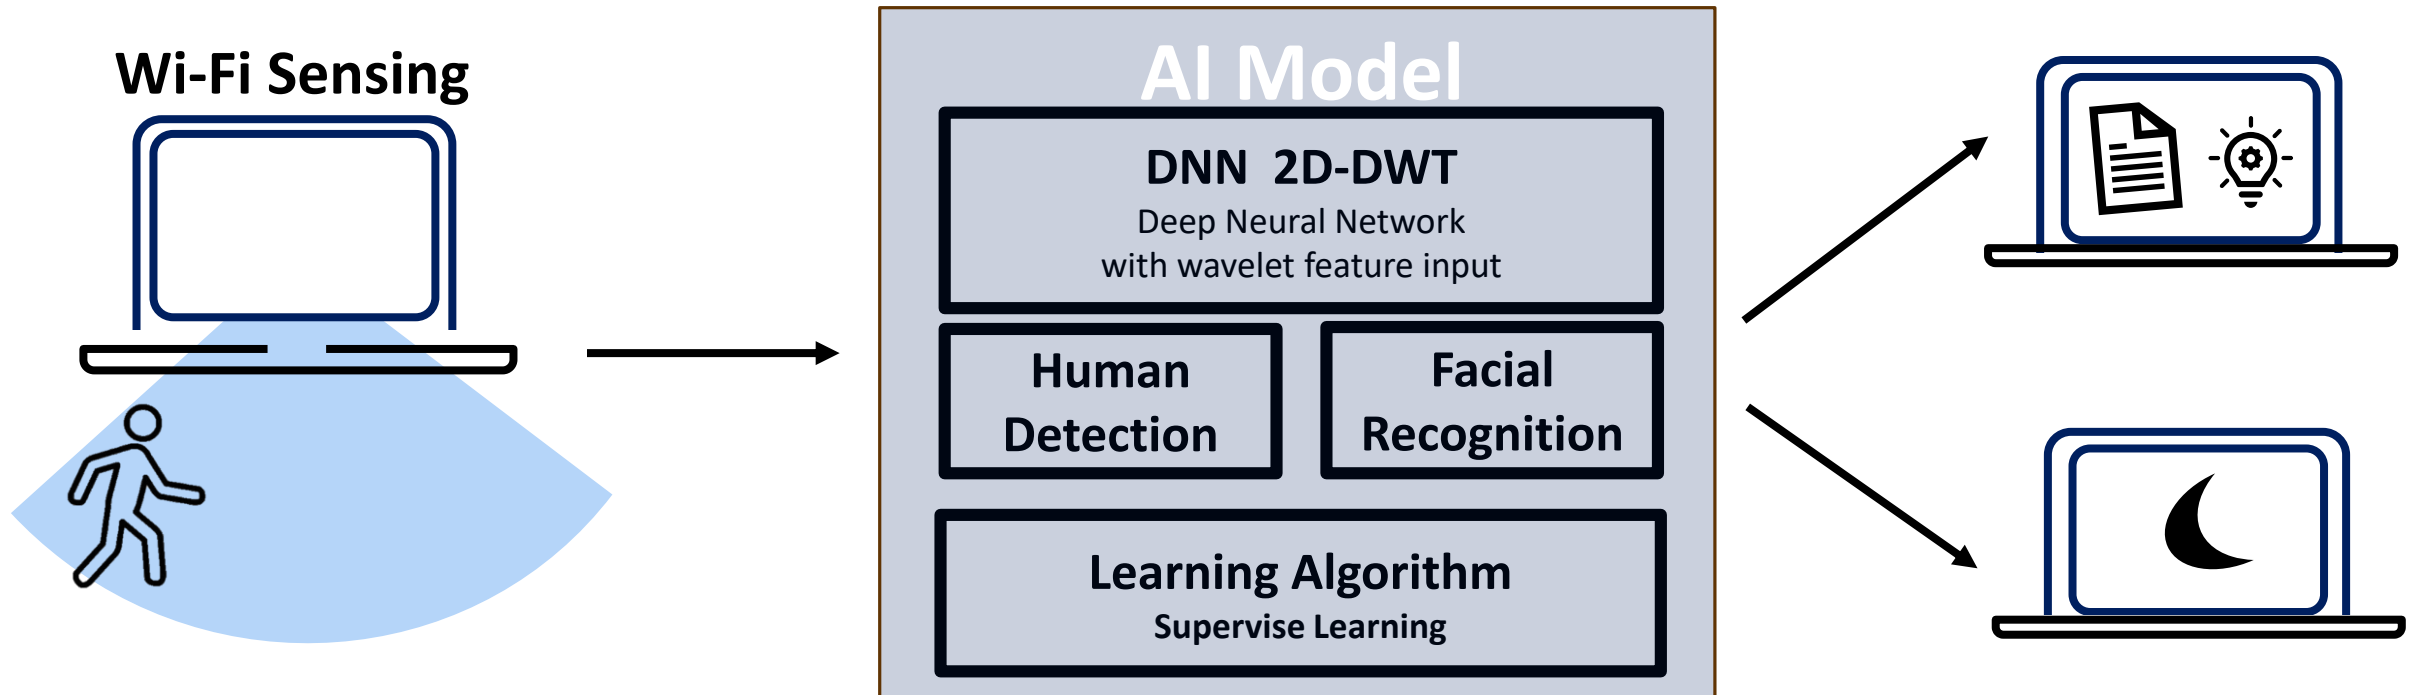 Wi-Fi Sensing
AI Model
DNN 2D-DWT
Deep Neural Network
with wavelet feature input
Human
Detection
Facial
Recognition
Learning Algorithm
Supervise Learning